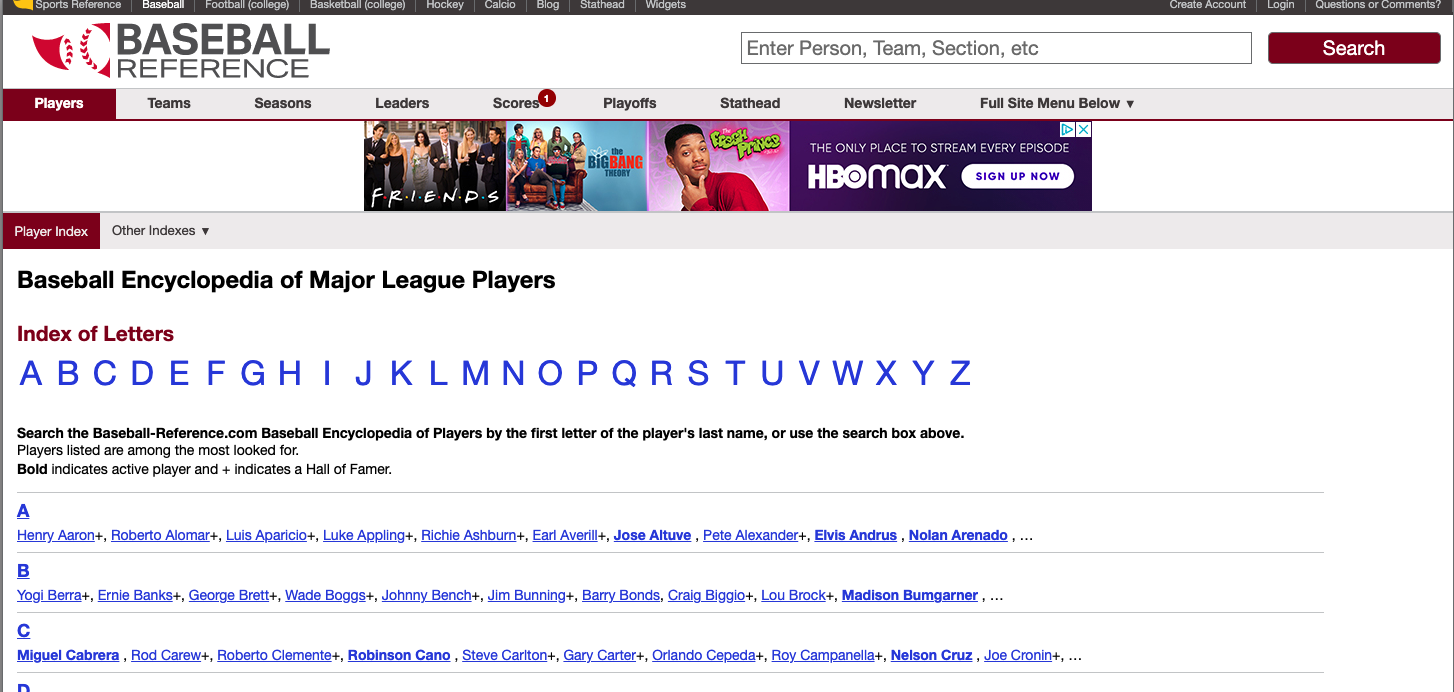 Sports Reference Baseball Football (college) Basketball (college) Hockey Calcio Blog Stathead Widgets Create Account Login Questions or Comments?
BASEBALL
REFERENCE
Enter Person, Team, Section, etc Search
Players Teams Seasons Leaders Scores 1 Playoffs Stathead Newsletter Full Site Menu Below ▼
F·R·I·E·N·D·S
the BIG BANG THEORY
The Fresh Prince
THE ONLY PLACE TO STREAM EVERY EPISODE
HBOmax SIGN UP NOW
Player Index Other Indexes ▼
Baseball Encyclopedia of Major League Players
Index of Letters
A B C D E F G H I J K L M N O P Q R S T U V W X Y Z
Search the Baseball-Reference.com Baseball Encyclopedia of Players by the first letter of the player's last name, or use the search box above.
Players listed are among the most looked for.
Bold indicates active player and + indicates a Hall of Famer.
A
Henry Aaron+, Roberto Alomar+, Luis Aparicio+, Luke Appling+, Richie Ashburn+, Earl Averill+, Jose Altuve , Pete Alexander+, Elvis Andrus , Nolan Arenado , …
B
Yogi Berra+, Ernie Banks+, George Brett+, Wade Boggs+, Johnny Bench+, Jim Bunning+, Barry Bonds, Craig Biggio+, Lou Brock+, Madison Bumgarner , …
C
Miguel Cabrera , Rod Carew+, Roberto Clemente+, Robinson Cano , Steve Carlton+, Gary Carter+, Orlando Cepeda+, Roy Campanella+, Nelson Cruz , Joe Cronin+, …
D